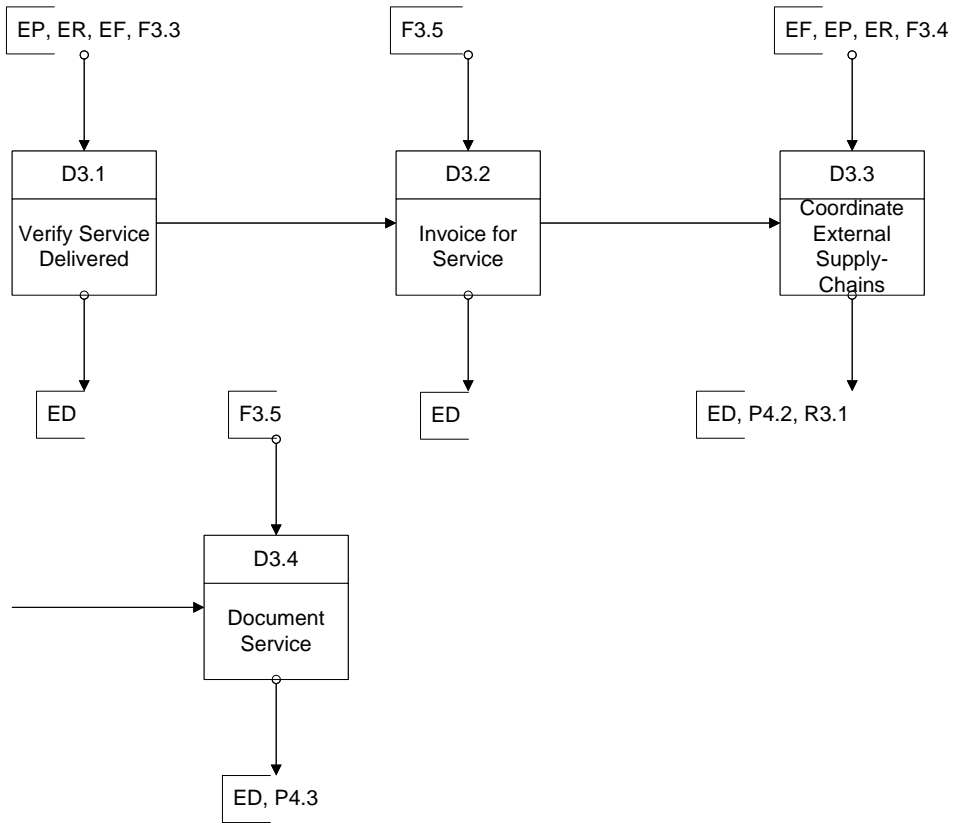 EP, ER, EF, F3.3
F3.5
EF, EP, ER, F3.4
D3.1
D3.2
D3.3
Verify Service
Delivered
Invoice for
Service
Coordinate
External
Supply-
Chains
ED
F3.5
ED
ED, P4.2, R3.1
D3.4
Document
Service
ED, P4.3